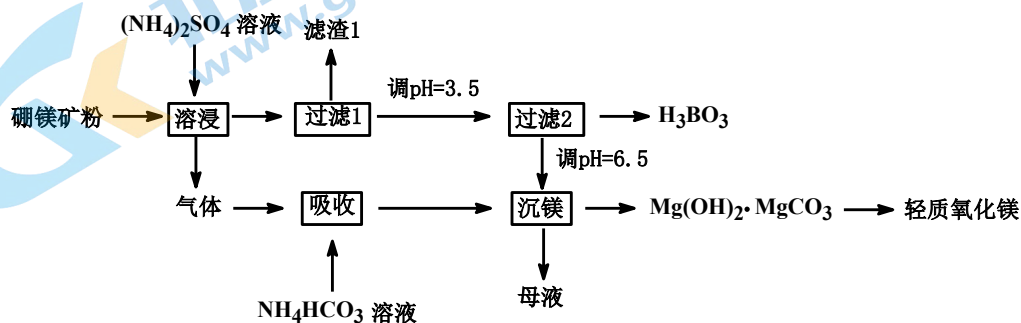 (NH4)2SO4 溶液
滤渣1
调pH=3.5
硼镁矿粉
溶浸
过滤1
过滤2
H3BO3
调pH=6.5
气体
吸收
沉镁
Mg(OH)2·MgCO3
轻质氧化镁
母液
NH4HCO3 溶液